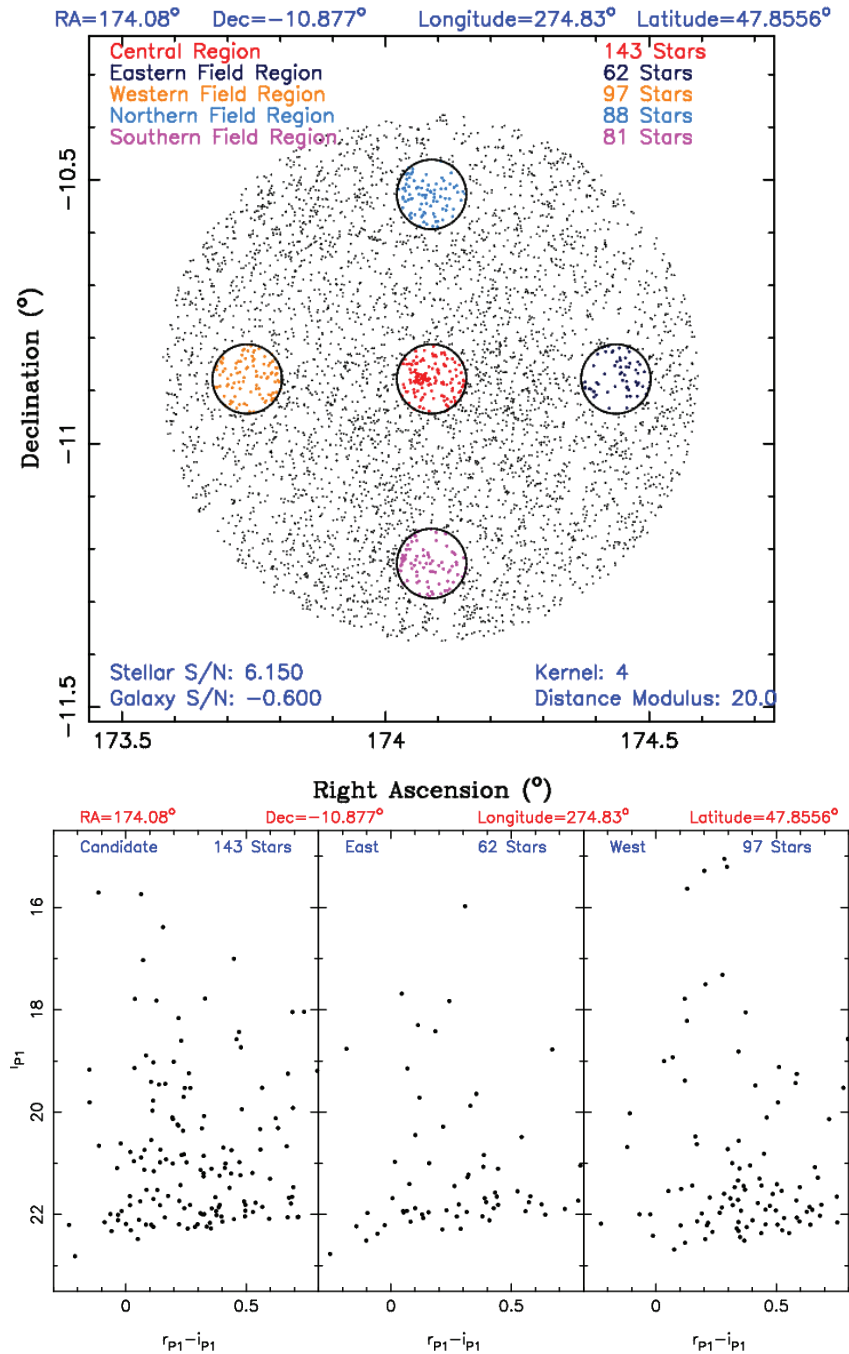 RA=174.08° Dec=−10.877° Longitude=274.83° Latitude=47.8556°
Central Region 143 Stars
Eastern Field Region 62 Stars
Western Field Region 97 Stars
Northern Field Region 88 Stars
Southern Field Region 81 Stars
Declination (°)
−10.5
−11
−11.5
Stellar S/N: 6.150 Kernel: 4
Galaxy S/N: −0.600 Distance Modulus: 20.0
173.5 174 174.5
Right Ascension (°)
RA=174.08° Dec=−10.877° Longitude=274.83° Latitude=47.8556°
Candidate 143 Stars East 62 Stars West 97 Stars
16
18
iP1
20
22
0 0.5 0 0.5 0 0.5
rP1−iP1 rP1−iP1 rP1−iP1